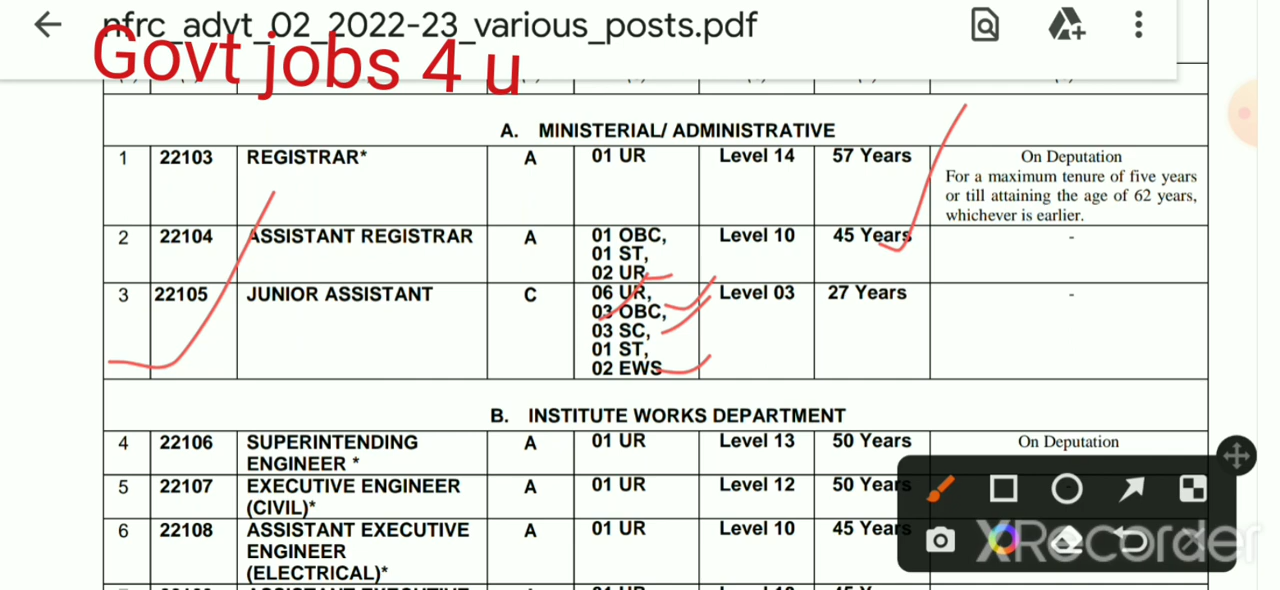 nfrc_advt_02_2022-23_various_posts.pdf
Govt jobs 4 u
A. MINISTERIAL/ ADMINISTRATIVE
1 22103 REGISTRAR* A 01 UR Level 14 57 Years On Deputation
For a maximum tenure of five years
or till attaining the age of 62 years,
whichever is earlier.
2 22104 ASSISTANT REGISTRAR A 01 OBC, Level 10 45 Years -
01 ST,
02 UR
3 22105 JUNIOR ASSISTANT C 06 UR, Level 03 27 Years -
03 OBC,
03 SC,
01 ST,
02 EWS
B. INSTITUTE WORKS DEPARTMENT
4 22106 SUPERINTENDING A 01 UR Level 13 50 Years On Deputation
ENGINEER *
5 22107 EXECUTIVE ENGINEER A 01 UR Level 12 50 Years
(CIVIL)*
6 22108 ASSISTANT EXECUTIVE A 01 UR Level 10 45 Years
ENGINEER
(ELECTRICAL)*
XRecorder